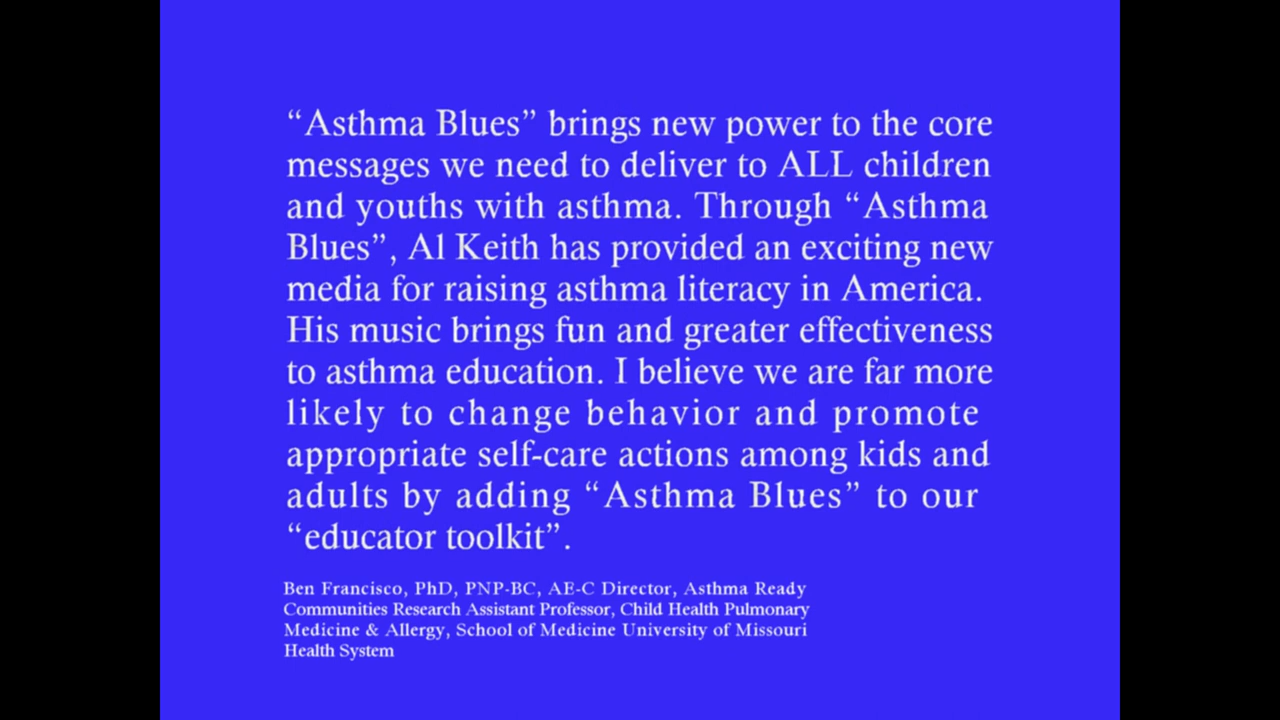 “Asthma Blues” brings new power to the core
messages we need to deliver to ALL children
and youths with asthma. Through “Asthma
Blues”, Al Keith has provided an exciting new
media for raising asthma literacy in America.
His music brings fun and greater effectiveness
to asthma education. I believe we are far more
likely to change behavior and promote
appropriate self-care actions among kids and
adults by adding “Asthma Blues” to our
“educator toolkit”.
Ben Francisco, PhD, PNP-BC, AE-C Director, Asthma Ready
Communities Research Assistant Professor, Child Health Pulmonary
Medicine & Allergy, School of Medicine University of Missouri
Health System